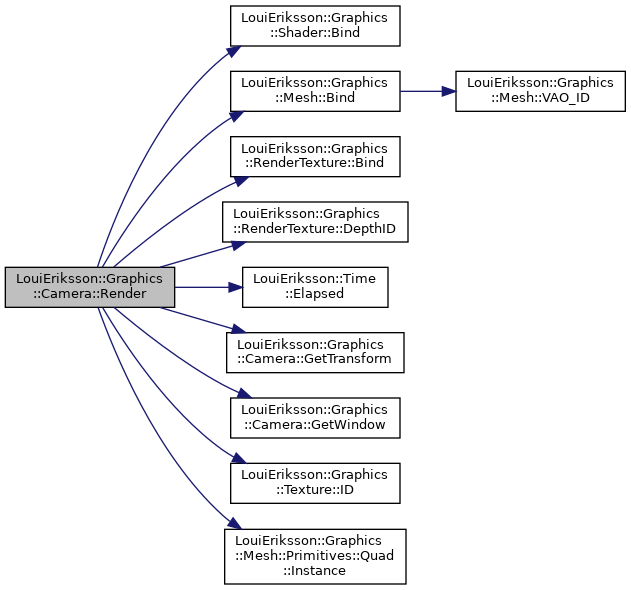 LouiEriksson::Graphics
::Shader::Bind
LouiEriksson::Graphics
::Mesh::Bind
LouiEriksson::Graphics
::Mesh::VAO_ID
LouiEriksson::Graphics
::RenderTexture::Bind
LouiEriksson::Graphics
::RenderTexture::DepthID
LouiEriksson::Graphics
::Camera::Render
LouiEriksson::Time
::Elapsed
LouiEriksson::Graphics
::Camera::GetTransform
LouiEriksson::Graphics
::Camera::GetWindow
LouiEriksson::Graphics
::Texture::ID
LouiEriksson::Graphics
::Mesh::Primitives::Quad
::Instance